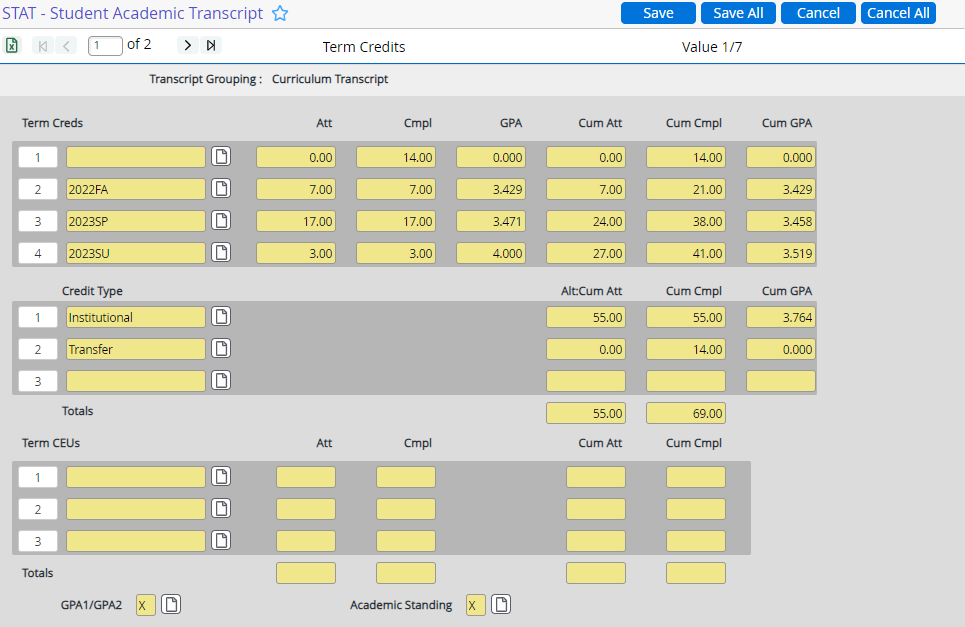 STAT - Student Academic Transcript Save Save All Cancel Cancel All
1 of 2 Term Credits Value 1/7
Transcript Grouping : Curriculum Transcript
Term Creds Att Cmpl GPA Cum Att Cum Cmpl Cum GPA
1 0.00 14.00 0.000 0.00 14.00 0.000
2 2022FA 7.00 7.00 3.429 7.00 21.00 3.429
3 2023SP 17.00 17.00 3.471 24.00 38.00 3.458
4 2023SU 3.00 3.00 4.000 27.00 41.00 3.519
Credit Type Alt:Cum Att Cum Cmpl Cum GPA
1 Institutional 55.00 55.00 3.764
2 Transfer 0.00 14.00 0.000
3
Totals 55.00 69.00
Term CEUs Att Cmpl Cum Att Cum Cmpl
1
2
3
Totals
GPA1/GPA2 X Academic Standing X